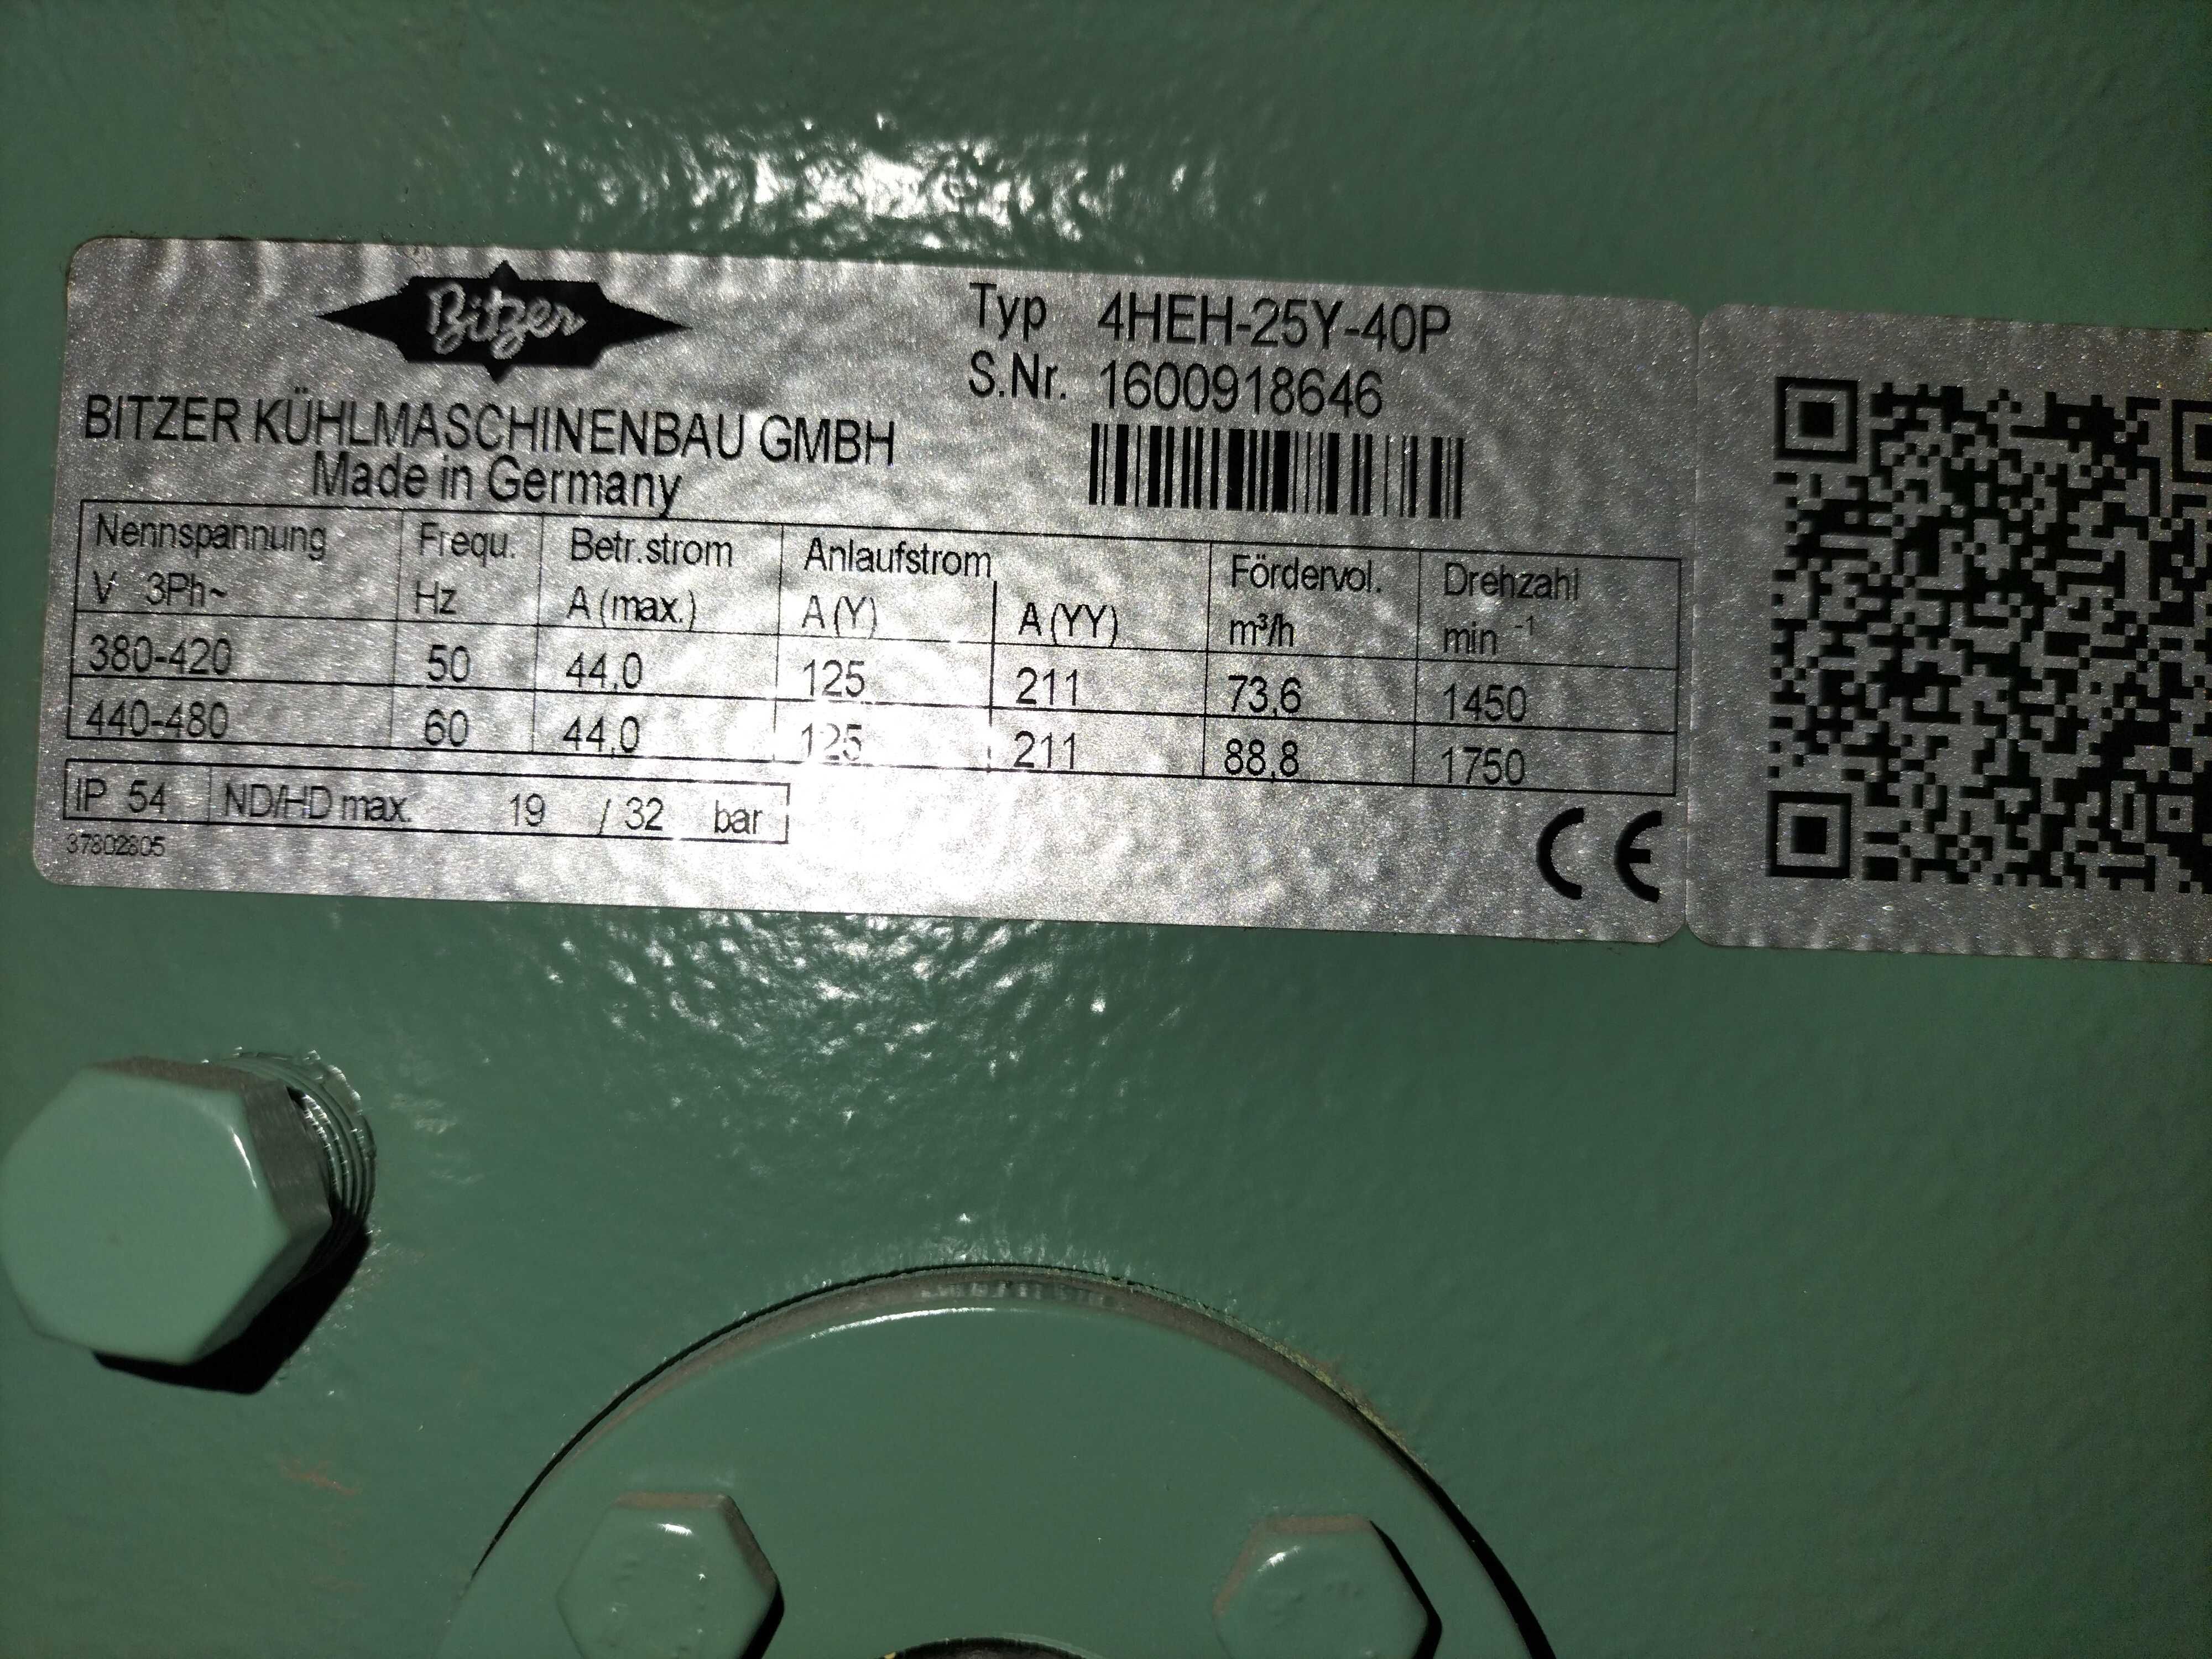 Bitzer
Typ 4HEH-25Y-40P
S.Nr. 1600918646
BITZER KÜHLMASCHINENBAU GMBH
Made in Germany
Nennspannung Frequ. Betr.strom Anlaufstrom Fördervol. Drehzahl
V 3Ph~ Hz A (max.) A (Y) A (YY) m³/h min -1
380-420 50 44,0 125 211 73,6 1450
440-480 60 44,0 125 211 88,8 1750
IP 54 ND/HD max. 19 / 32 bar
37802805
CE